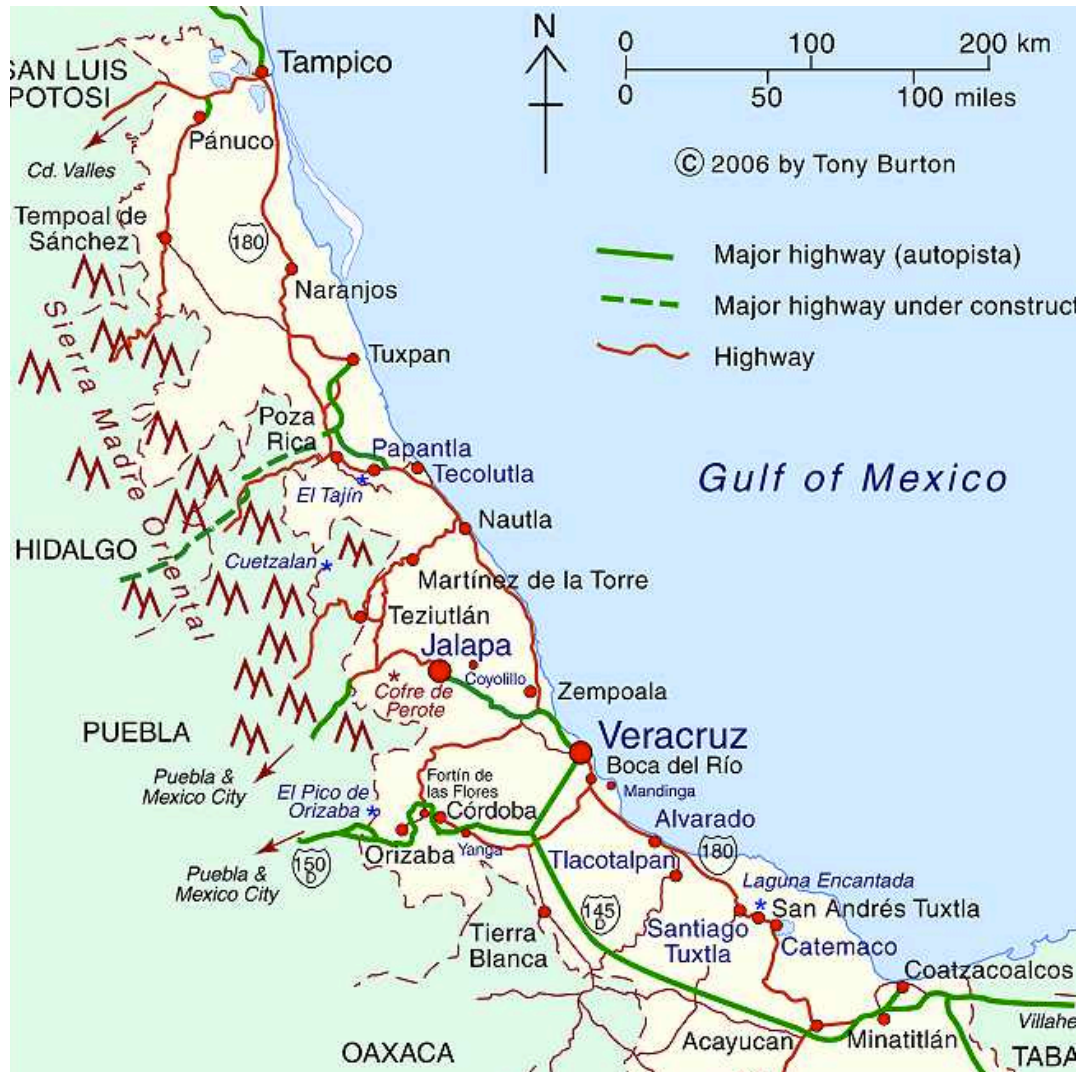 N
0 100 200 km
0 50 100 miles
© 2006 by Tony Burton
Major highway (autopista)
Major highway under construct
Highway
SAN LUIS
POTOSI
Tampico
Pánuco
Cd. Valles
Tempoal de
Sánchez
180
Naranjos
Sierra Madre Oriental
Tuxpan
Poza
Rica
Papantla
Tecolutla
El Tajín
Gulf of Mexico
Nautla
HIDALGO
Cuetzalan
Martínez de la Torre
Teziutlán
Jalapa
Coyolillo
Cofre de
Perote
Zempoala
PUEBLA
Veracruz
Boca del Río
Mandinga
Puebla &
Mexico City
El Pico de
Orizaba
Fortín de
las Flores
Córdoba
Alvarado
Orizaba
Yanga
Tlacotalpan
180
150
D
Puebla &
Mexico City
Laguna Encantada
145
D
San Andrés Tuxtla
Santiago
Tuxtla
Catemaco
Tierra
Blanca
Coatzacoalcos
Acayucan
Minatitlán
Villahe
OAXACA
TABA